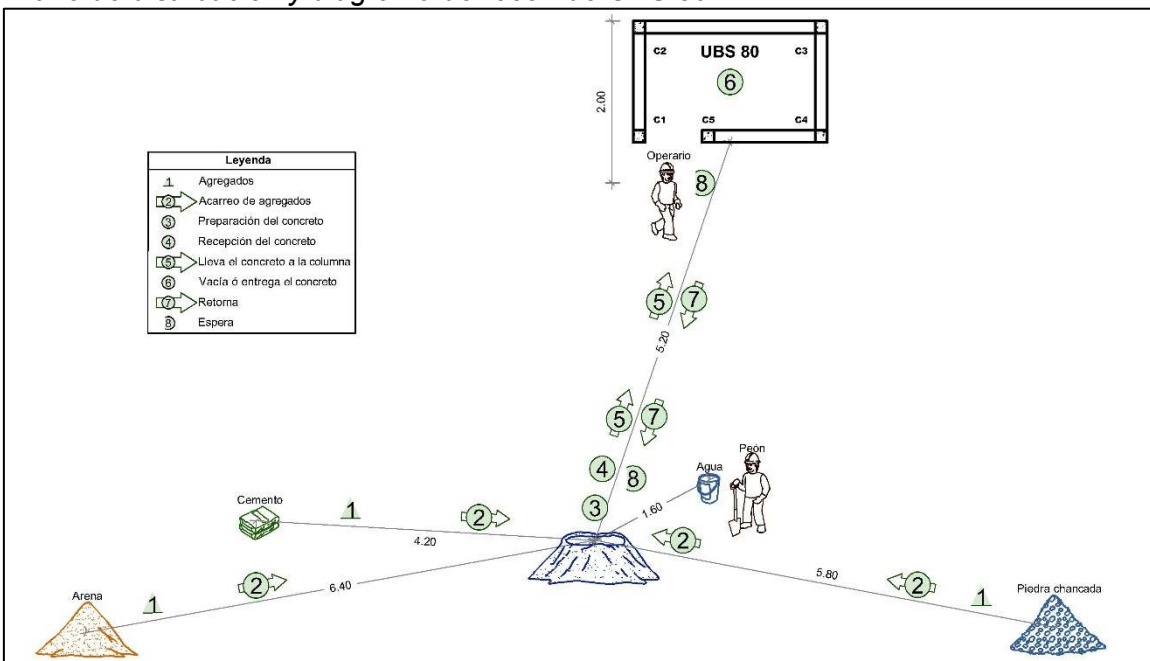 UBS 80
C2
C3
6
2.00
C1
C5
C4
Operario
8
Leyenda
1 Agregados
2 Acarreo de agregados
3 Preparación del concreto
4 Recepción del concreto
5 Lleva el concreto a la columna
6 Vacía ó entrega el concreto
7 Retorna
8 Espera
5
7
5.20
5
7
4
8
Agua
Peón
3
1.60
Cemento
1
2
4.20
2
5.80
2
1
Piedra chancada
Arena
1
2
6.40